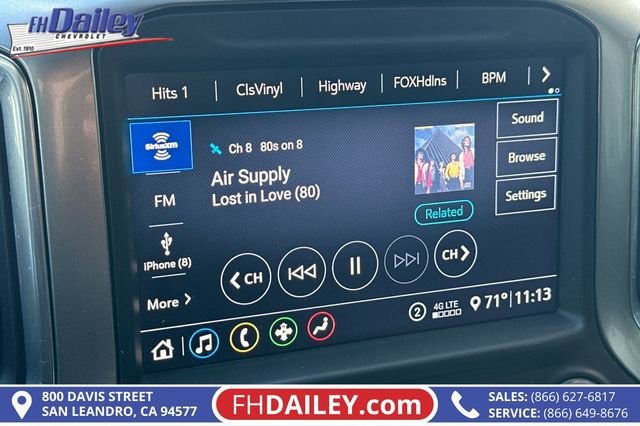 FHDailey
CHEVROLET
Est. 1910
Hits 1 ClsVinyl Highway FOXHdlns BPM
SiriusXM
Ch 8 80s on 8
Sound
Air Supply
Lost in Love (80)
Browse
FM
Related
Settings
iPhone (8)
CH
CH
More
2 4G LTE 71° 11:13
800 DAVIS STREET
SAN LEANDRO, CA 94577
FHDAILEY.com
SALES: (866) 627-6817
SERVICE: (866) 649-8676